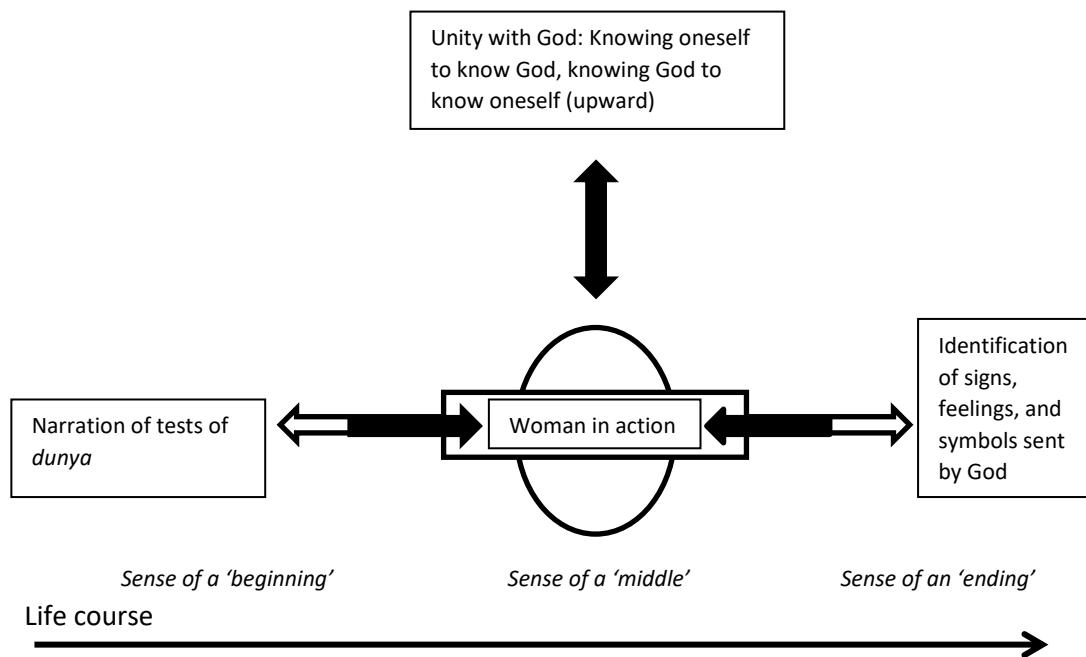 Unity with God: Knowing oneself
to know God, knowing God to
know oneself (upward)
Narration of tests of
dunya
Woman in action
Identification
of signs,
feelings, and
symbols sent
by God
Sense of a ‘beginning’
Sense of a ‘middle’
Sense of an ‘ending’
Life course